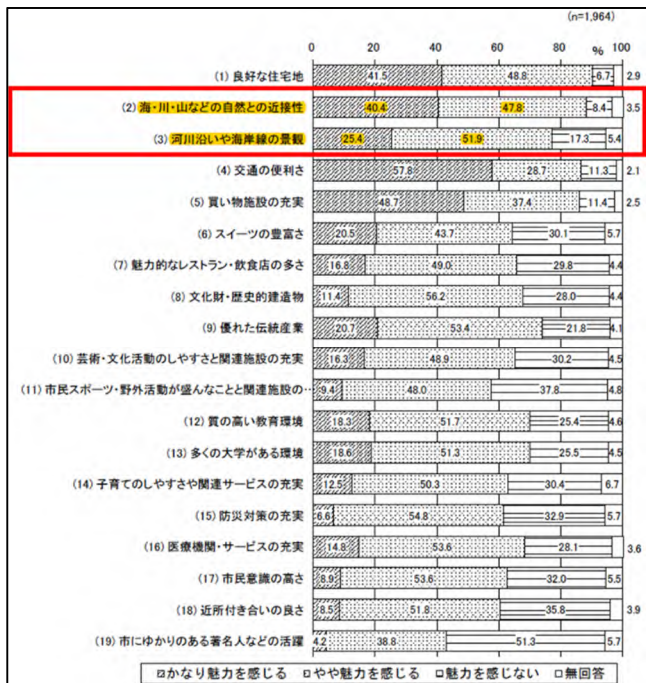 (n=1,964)
0 20 40 60 80 % 100
(1) 良好な住宅地 41.5 48.8 6.7 2.9
(2) 海・川・山などの自然との近接性 40.4 47.8 8.4 3.5
(3) 河川沿いや海岸線の景観 25.4 51.9 17.3 5.4
(4) 交通の便利さ 57.8 28.7 11.3 2.1
(5) 買い物施設の充実 48.7 37.4 11.4 2.5
(6) スイーツの豊富さ 20.5 43.7 30.1 5.7
(7) 魅力的なレストラン・飲食店の多さ 16.8 49.0 29.8 4.4
(8) 文化財・歴史的建造物 11.4 56.2 28.0 4.4
(9) 優れた伝統産業 20.7 53.4 21.8 4.1
(10) 芸術・文化活動のしやすさと関連施設の充実 16.3 48.9 30.2 4.5
(11) 市民スポーツ・野外活動が盛んなことと関連施設の… 9.4 48.0 37.8 4.8
(12) 質の高い教育環境 18.3 51.7 25.4 4.6
(13) 多くの大学がある環境 18.6 51.3 25.5 4.5
(14) 子育てのしやすさや関連サービスの充実 12.5 50.3 30.4 6.7
(15) 防災対策の充実 6.6 54.8 32.9 5.7
(16) 医療機関・サービスの充実 14.8 53.6 28.1 3.6
(17) 市民意識の高さ 8.9 53.6 32.0 5.5
(18) 近所付き合いの良さ 8.5 51.8 35.8 3.9
(19) 市にゆかりのある著名人などの活躍 4.2 38.8 51.3 5.7
かなり魅力を感じる やや魅力を感じる 魅力を感じない 無回答